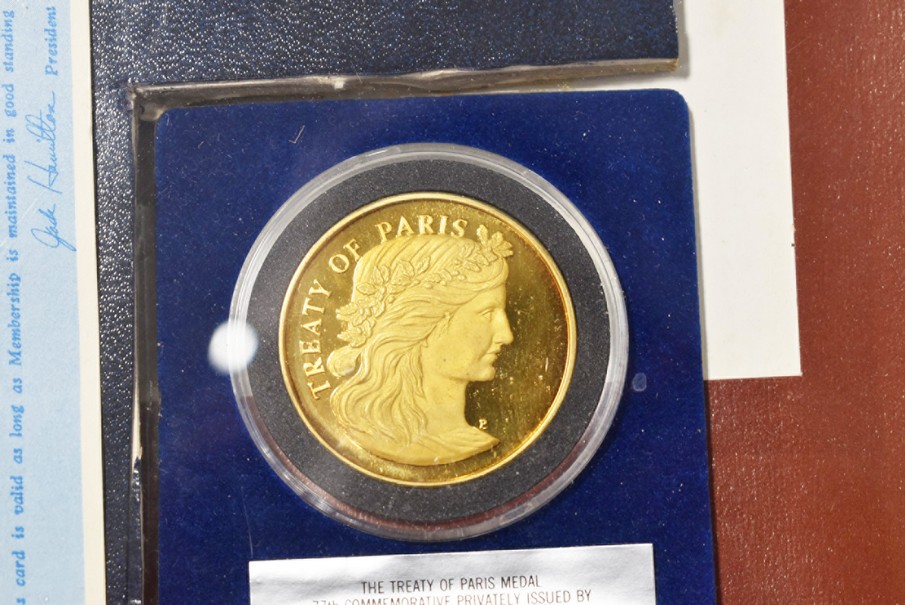 s card is valid as long as Membership is maintained in good standing
Jack Hamilton President
TREATY OF PARIS
P
THE TREATY OF PARIS MEDAL
77th COMMEMORATIVE PRIVATELY ISSUED BY